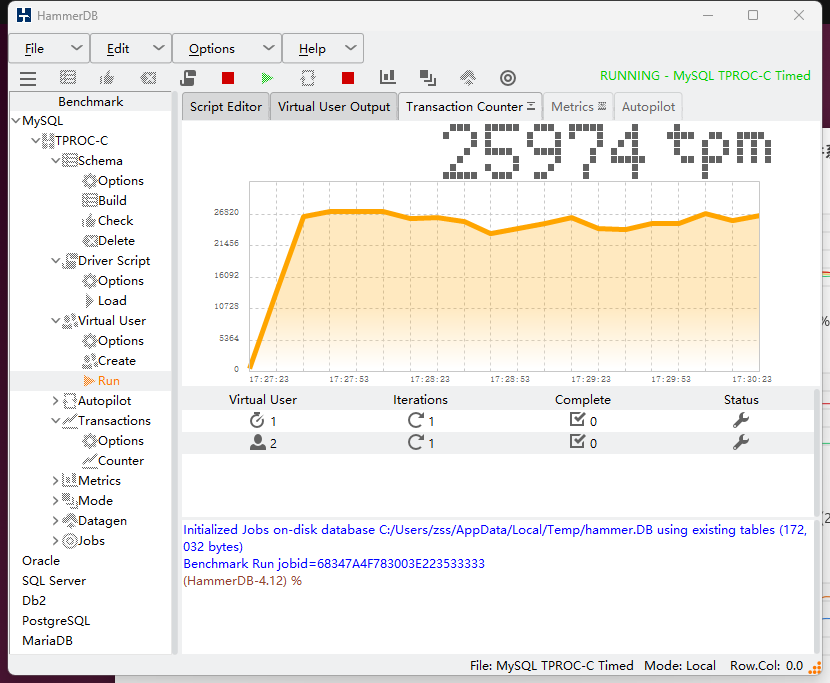 HammerDB
File Edit Options Help
RUNNING - MySQL TPROC-C Timed
Benchmark
MySQL
TPROC-C
Schema
Options
Build
Check
Delete
Driver Script
Options
Load
Virtual User
Options
Create
Run
Autopilot
Transactions
Options
Counter
Metrics
Mode
Datagen
Jobs
Oracle
SQL Server
Db2
PostgreSQL
MariaDB
Script Editor Virtual User Output Transaction Counter Metrics Autopilot
25974 tpm
26820
21456
16092
10728
5364
0
17:27:23 17:27:53 17:28:23 17:28:53 17:29:23 17:29:53 17:30:23
Virtual User Iterations Complete Status
1 1 0
2 1 0
Initialized Jobs on-disk database C:/Users/zss/AppData/Local/Temp/hammer.DB using existing tables (172,
032 bytes)
Benchmark Run jobid=68347A4F783003E223533333
(HammerDB-4.12) %
File: MySQL TPROC-C Timed Mode: Local Row.Col: 0.0